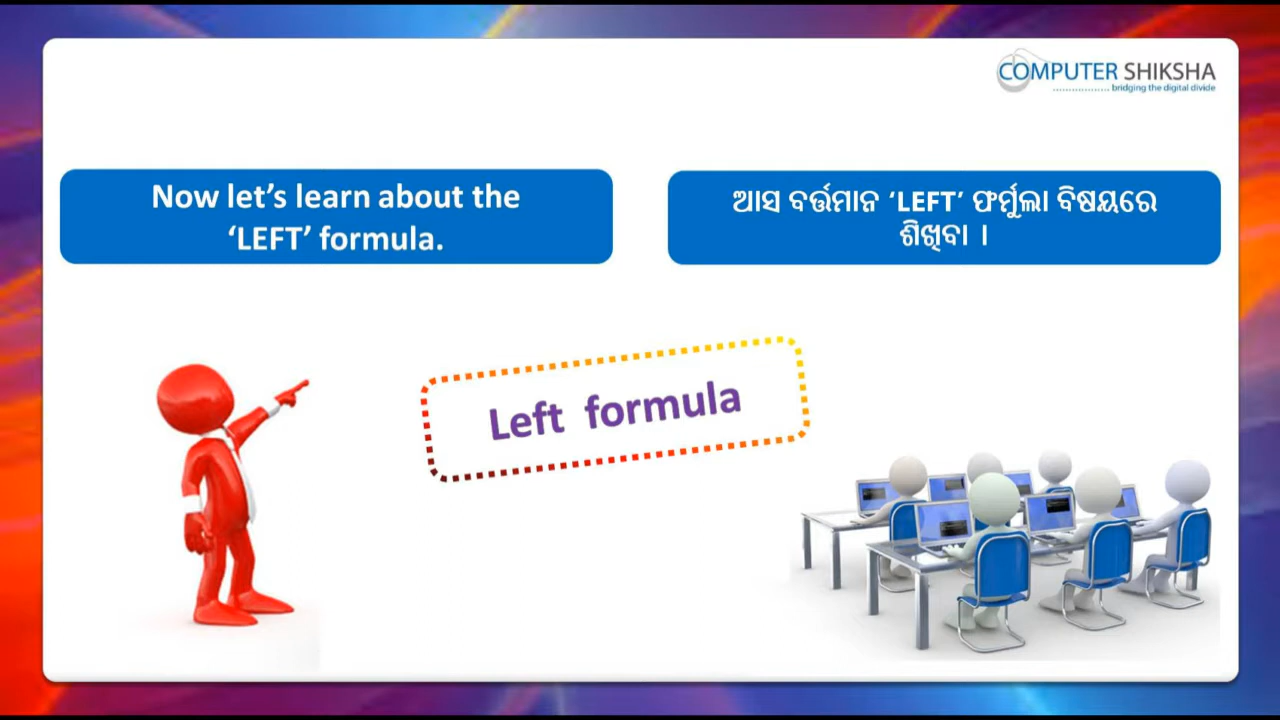 COMPUTER SHIKSHA
bridging the digital divide
Now let’s learn about the
‘LEFT’ formula.
ଆସ ବର୍ତ୍ତମାନ ‘LEFT’ ଫର୍ମୁଲା ବିଷୟରେ
ଶିଖିବା ।
Left formula